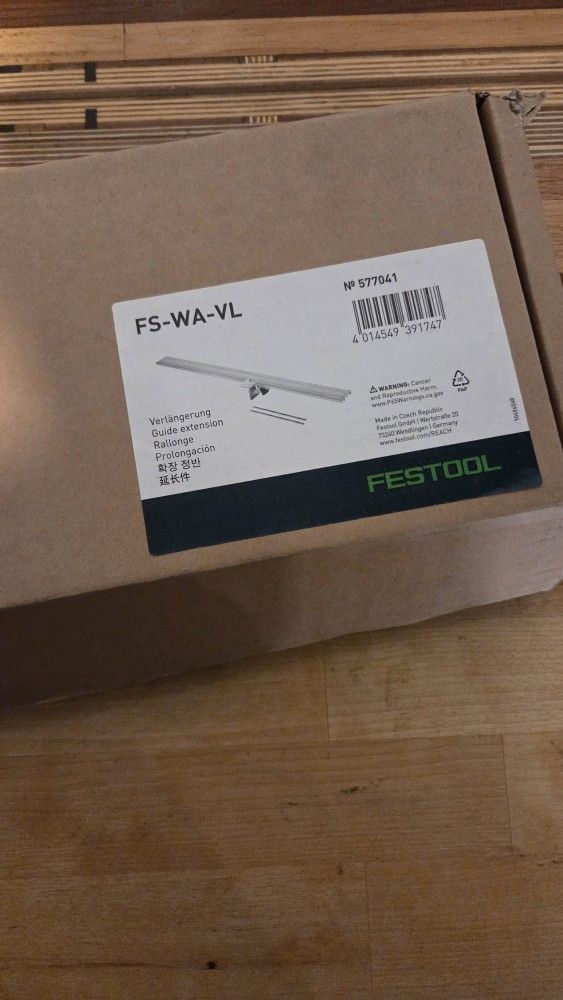 FS-WA-VL
Nº 577041
4 014549 391747
⚠ WARNING: Cancer
and Reproductive Harm.
www.P65Warnings.ca.gov
20
PAP
Verlängerung
Guide extension
Rallonge
Prolongación
확장 정반
延长件
Made in Czech Republic
Festool GmbH | Wertstraße 20
73240 Wendlingen | Germany
www.festool.com/REACH
FESTOOL